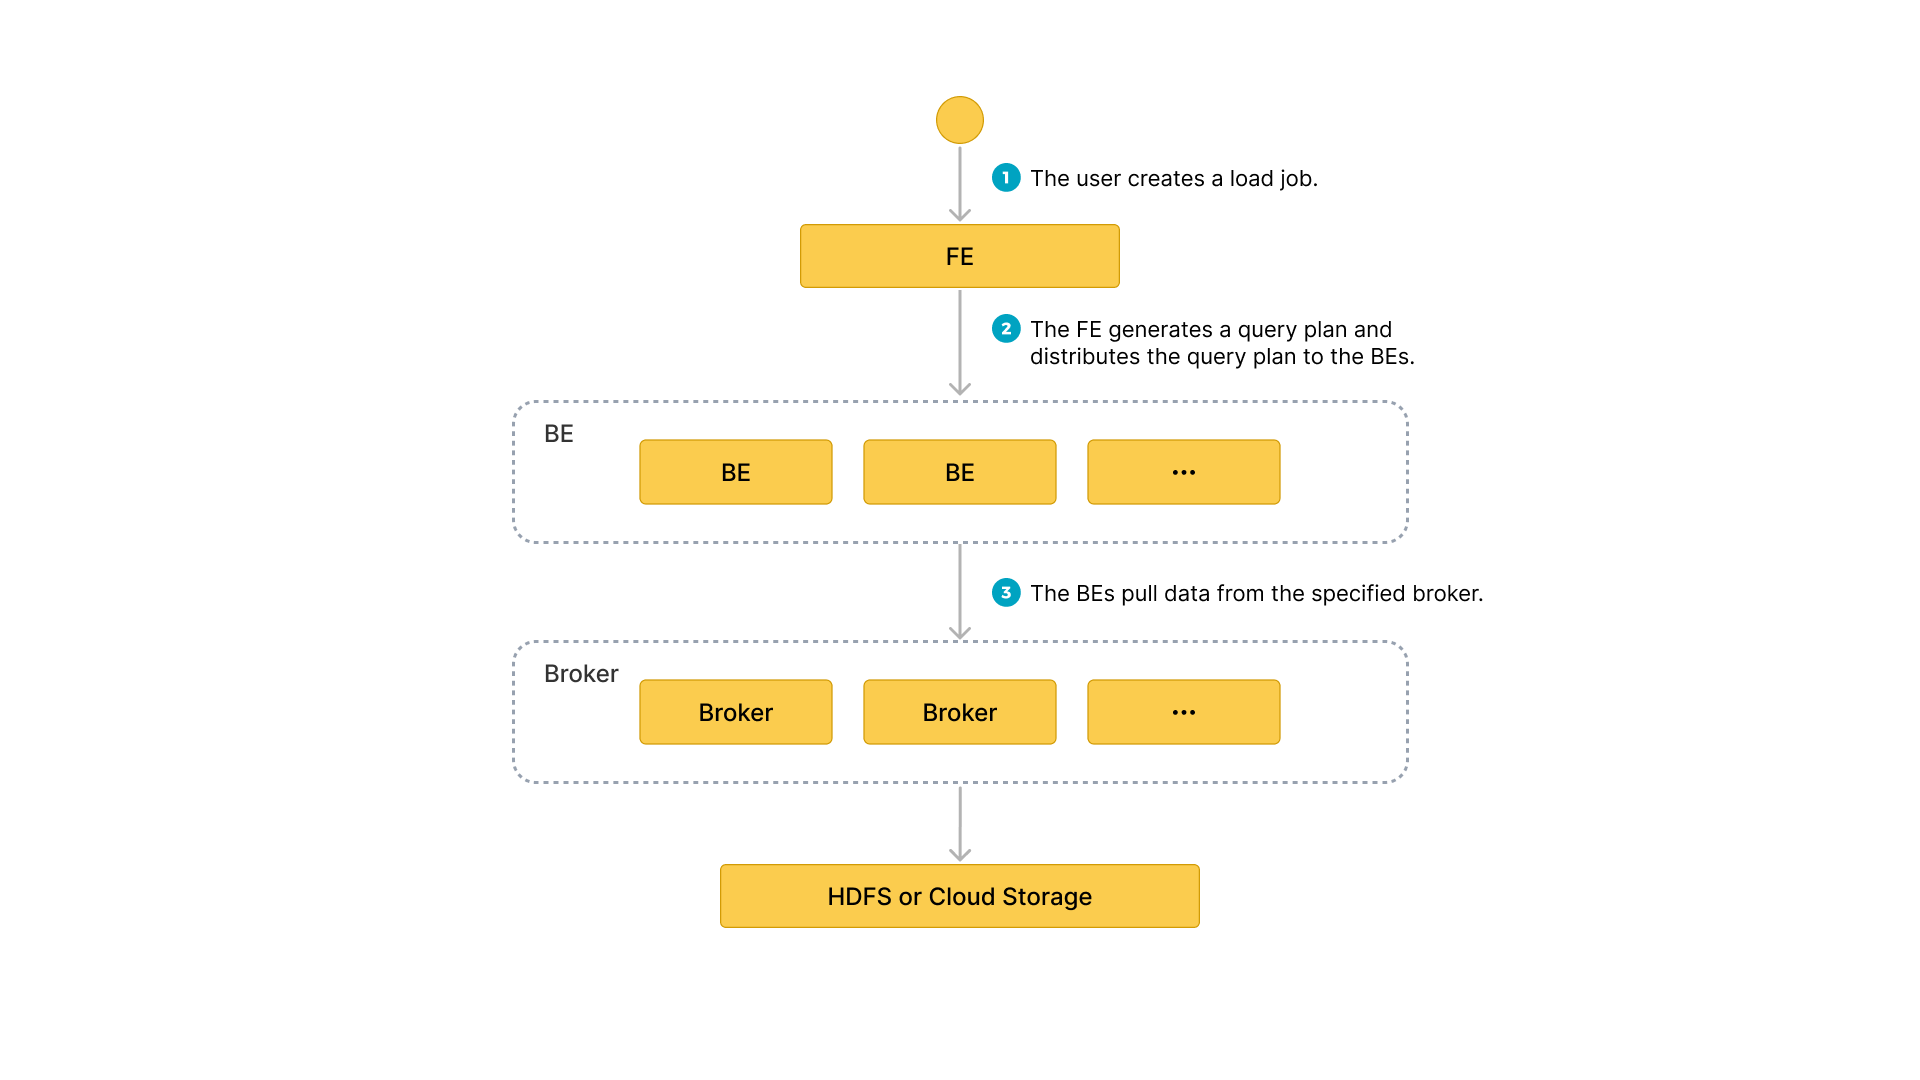 1 The user creates a load job.
FE
2 The FE generates a query plan and
distributes the query plan to the BEs.
BE
BE BE ...
3 The BEs pull data from the specified broker.
Broker
Broker Broker ...
HDFS or Cloud Storage